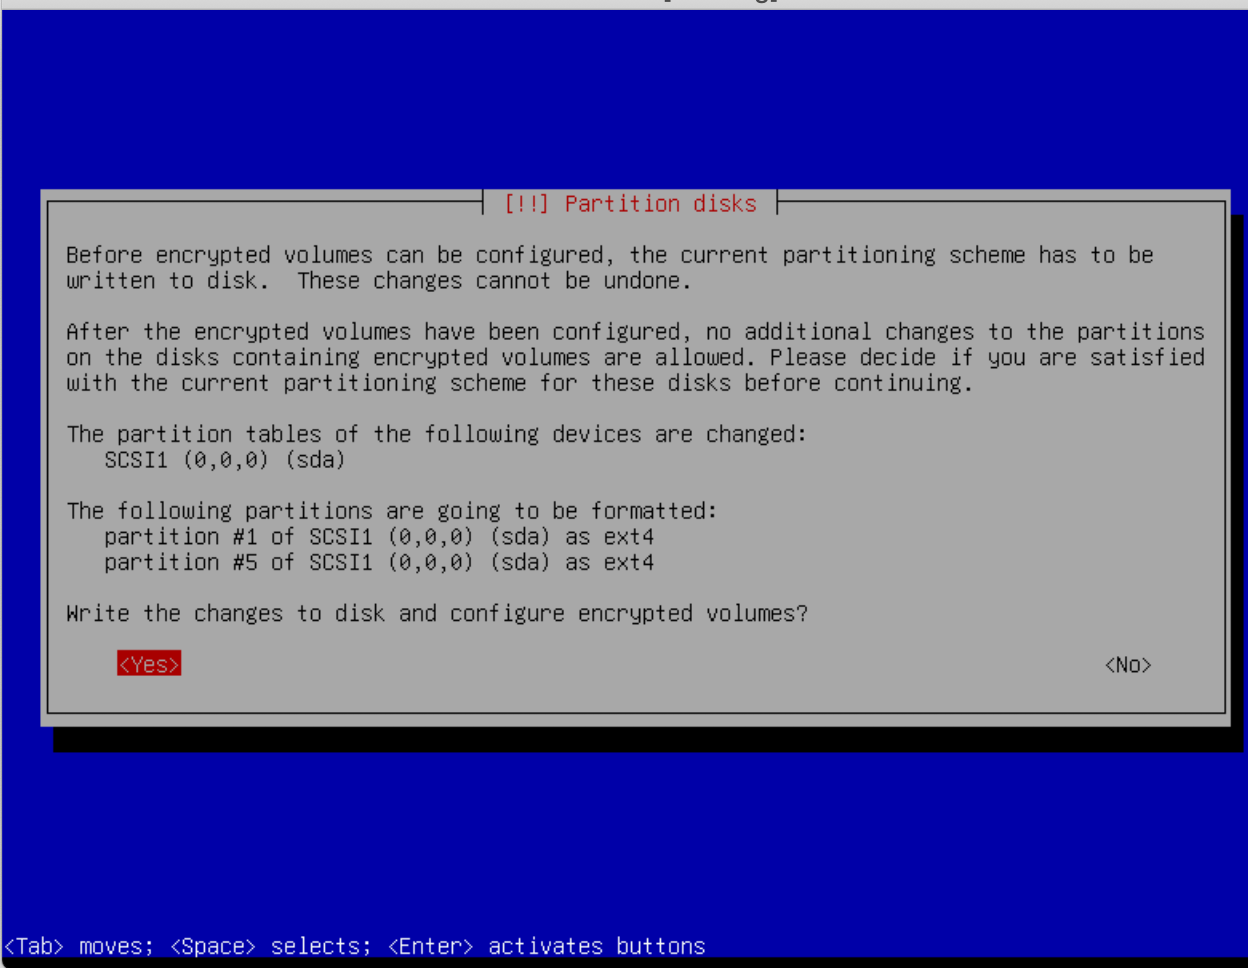 [!!] Partition disks
Before encrypted volumes can be configured, the current partitioning scheme has to be
written to disk.  These changes cannot be undone.
After the encrypted volumes have been configured, no additional changes to the partitions
on the disks containing encrypted volumes are allowed. Please decide if you are satisfied
with the current partitioning scheme for these disks before continuing.
The partition tables of the following devices are changed:
SCSI1 (0,0,0) (sda)
The following partitions are going to be formatted:
partition #1 of SCSI1 (0,0,0) (sda) as ext4
partition #5 of SCSI1 (0,0,0) (sda) as ext4
Write the changes to disk and configure encrypted volumes?
<Yes> <No>
<Tab> moves; <Space> selects; <Enter> activates buttons